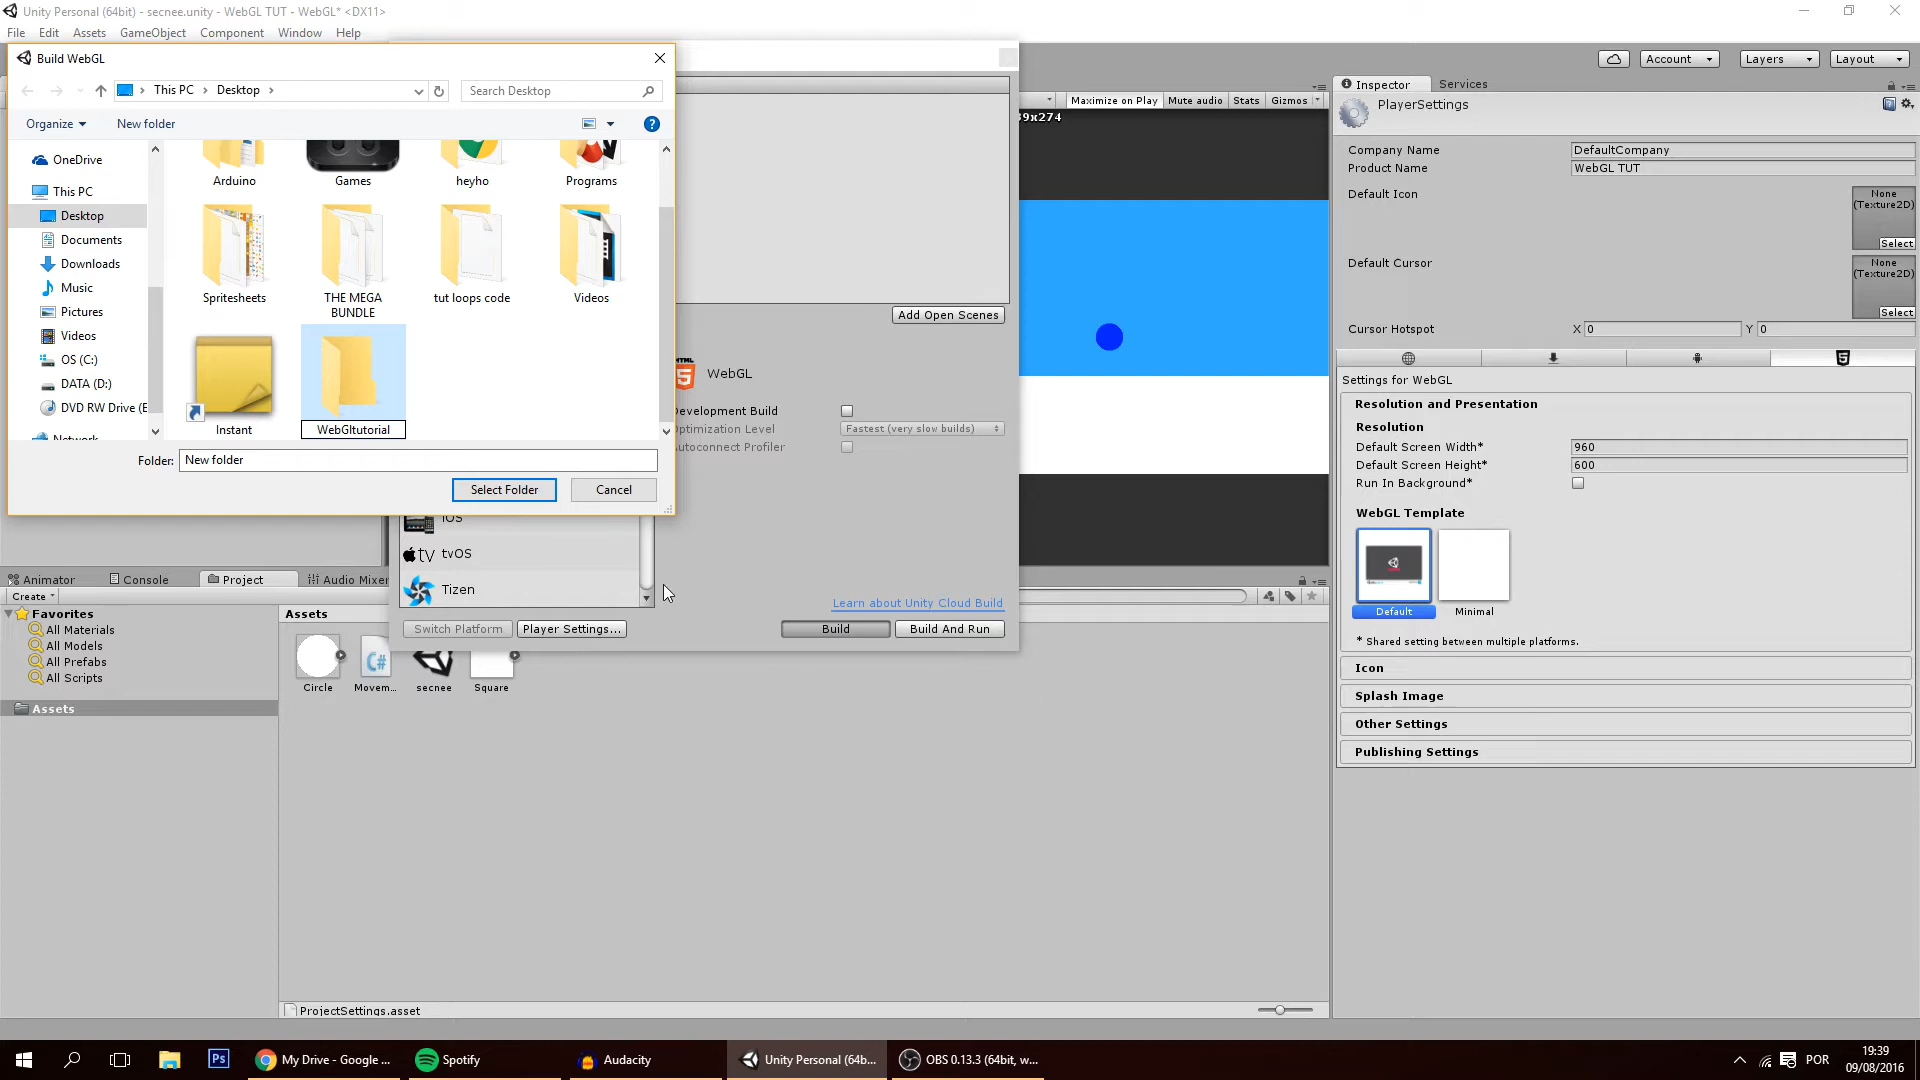 Unity Personal (64bit) - secnee.unity - WebGL TUT - WebGL* <DX11>
File Edit Assets GameObject Component Window Help
Build WebGL
This PC > Desktop >
Search Desktop
Organize
New folder
OneDrive
This PC
Desktop
Documents
Downloads
Music
Pictures
Videos
OS (C:)
DATA (D:)
DVD RW Drive (E
Network
Arduino
Games
heyho
Programs
Spritesheets
THE MEGA
BUNDLE
tut loops code
Videos
Instant
WebGltutorial
Folder: New folder
Select Folder
Cancel
Add Open Scenes
WebGL
Development Build
Optimization Level
Fastest (very slow builds)
Autoconnect Profiler
iOS
tvOS
Tizen
Learn about Unity Cloud Build
Switch Platform
Player Settings...
Build
Build And Run
Maximize on Play
Mute audio
Stats
Gizmos
9x274
Account
Layers
Layout
Inspector
Services
PlayerSettings
Company Name DefaultCompany
Product Name WebGL TUT
Default Icon
None
(Texture2D)
Select
Default Cursor
None
(Texture2D)
Select
Cursor Hotspot X 0 Y 0
Settings for WebGL
Resolution and Presentation
Resolution
Default Screen Width* 960
Default Screen Height* 600
Run In Background*
WebGL Template
Default
Minimal
* Shared setting between multiple platforms.
Icon
Splash Image
Other Settings
Publishing Settings
Animator
Console
Project
Audio Mixer
Create
Favorites
All Materials
All Models
All Prefabs
All Scripts
Assets
Assets
Circle
Movem...
secnee
Square
ProjectSettings.asset
My Drive - Google ...
Spotify
Audacity
Unity Personal (64b...
OBS 0.13.3 (64bit, w...
POR
19:39
09/08/2016